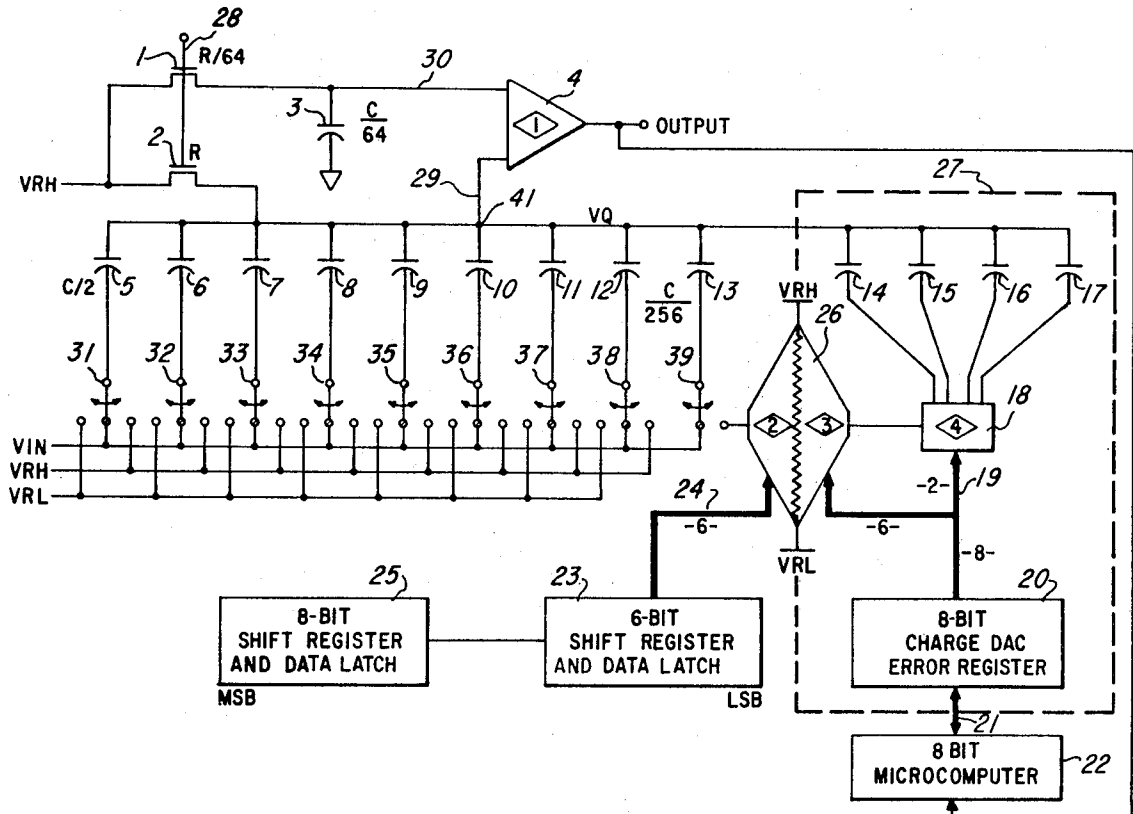 28
1
R/64
30
4
3
C
64
1
OUTPUT
2
R
VRH
29
27
41
VQ
C/2
5
6
7
8
9
10
11
12
C
256
13
14
15
16
17
VRH
26
31
32
33
34
35
36
37
38
39
2
3
4
18
VIN
VRH
VRL
24
-6-
-6-
-2-
19
-8-
VRL
25
8-BIT
SHIFT REGISTER
AND DATA LATCH
MSB
23
6-BIT
SHIFT REGISTER
AND DATA LATCH
LSB
20
8-BIT
CHARGE DAC
ERROR REGISTER
21
8 BIT
MICROCOMPUTER
22